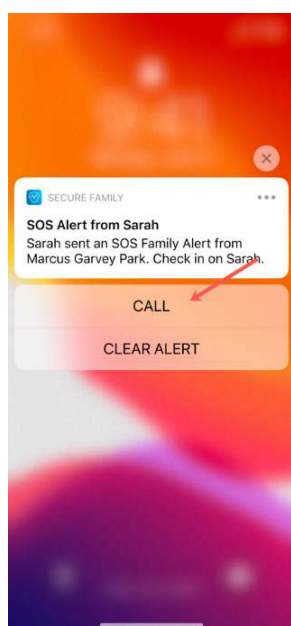 SECURE FAMILY
SOS Alert from Sarah
Sarah sent an SOS Family Alert from
Marcus Garvey Park. Check in on Sarah.
CALL
CLEAR ALERT